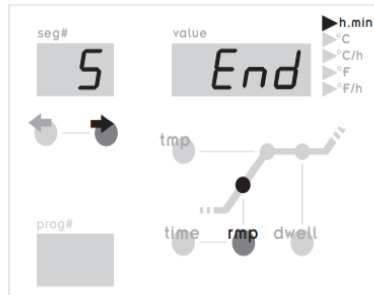 seg#
value
h.min
°C
°C/h
°F
°F/h
5
End
tmp
prog#
time
rmp
dwell